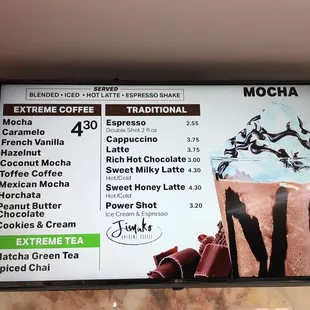 SERVED
BLENDED • ICED • HOT LATTE • ESPRESSO SHAKE
MOCHA
EXTREME COFFEE
Mocha
4.30
Caramelo
French Vanilla
Hazelnut
Coconut Mocha
Toffee Coffee
Mexican Mocha
Horchata
Peanut Butter
Chocolate
Cookies & Cream
EXTREME TEA
Matcha Green Tea
Spiced Chai
TRADITIONAL
Espresso 2.55
Double Shot 2 fl oz
Cappuccino 3.75
Latte 3.75
Rich Hot Chocolate 3.00
Sweet Milky Latte 4.30
Hot/Cold
Sweet Honey Latte 4.30
Hot/Cold
Power Shot 3.20
Ice Cream & Espresso
EXTREME COFFEE